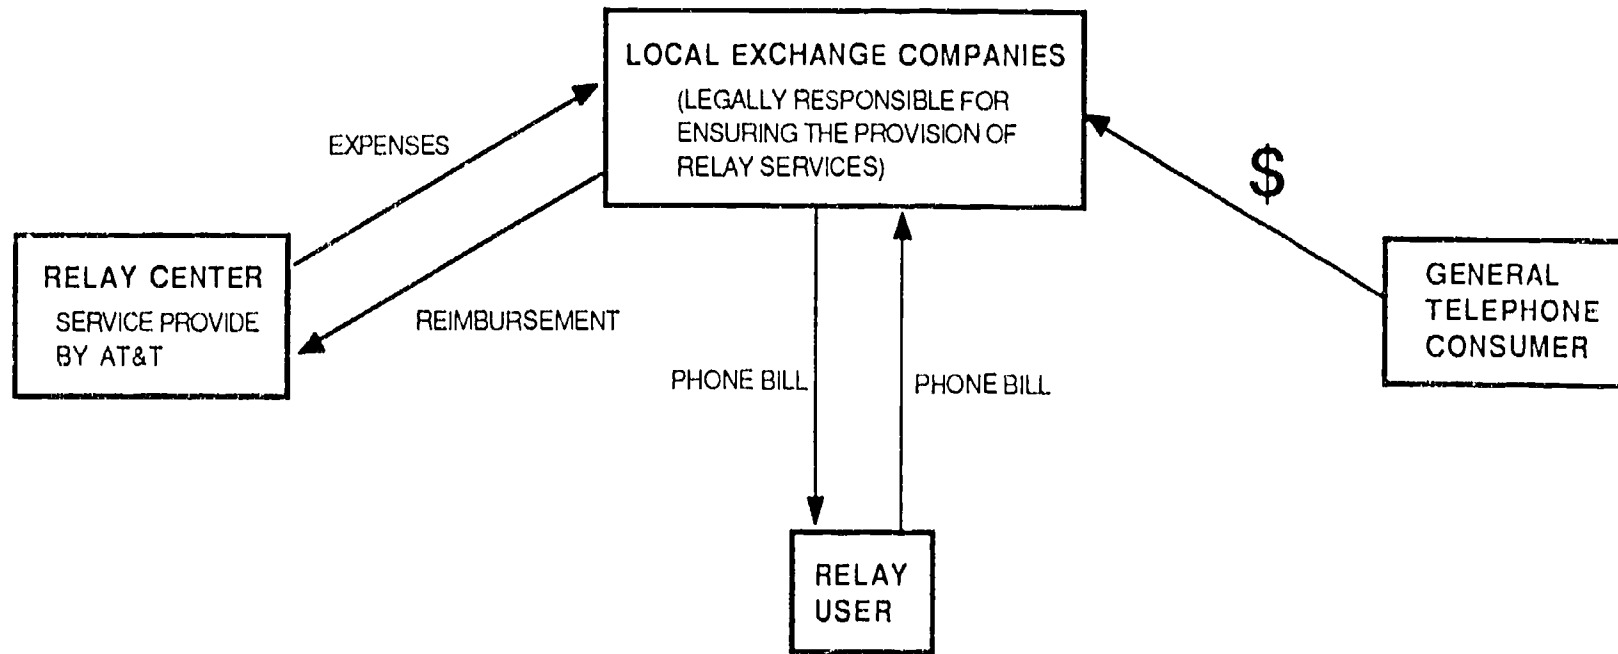 LOCAL EXCHANGE COMPANIES
(LEGALLY RESPONSIBLE FOR
ENSURING THE PROVISION OF
RELAY SERVICES)
EXPENSES
$
RELAY CENTER
SERVICE PROVIDE
BY AT&T
REIMBURSEMENT
GENERAL
TELEPHONE
CONSUMER
PHONE BILL
PHONE BILL
RELAY
USER